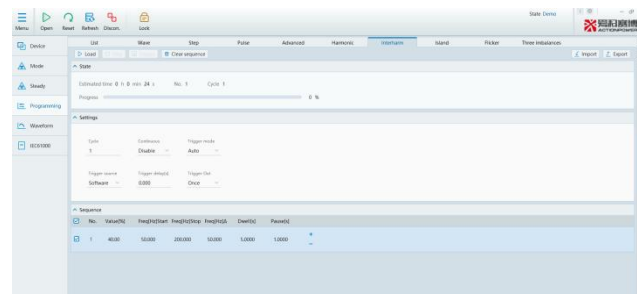 State: Demo
Menu Open Reset Refresh Discon. Lock
ACTIONPOWER
Device
Mode
Steady
Programming
Waveform
IEC61000
List Wave Step Pulse Advanced Harmonic Interharm Island Flicker Three Imbalances
Load Clear sequence Import Export
State
Estimated time 0 h 0 min 24 s No. 1 Cycle 1
Progress 0 %
Settings
Cycle Continuous Trigger mode
1 Disable Auto
Trigger source Trigger delay(s) Trigger Out
Software 0.000 Once
Sequence
No. Value(%) Freq(Hz)Start Freq(Hz)Stop Freq(Hz)Δ Dwell(s) Pause(s)
1 40.00 50.000 200.000 50.000 5.0000 1.0000 +
−